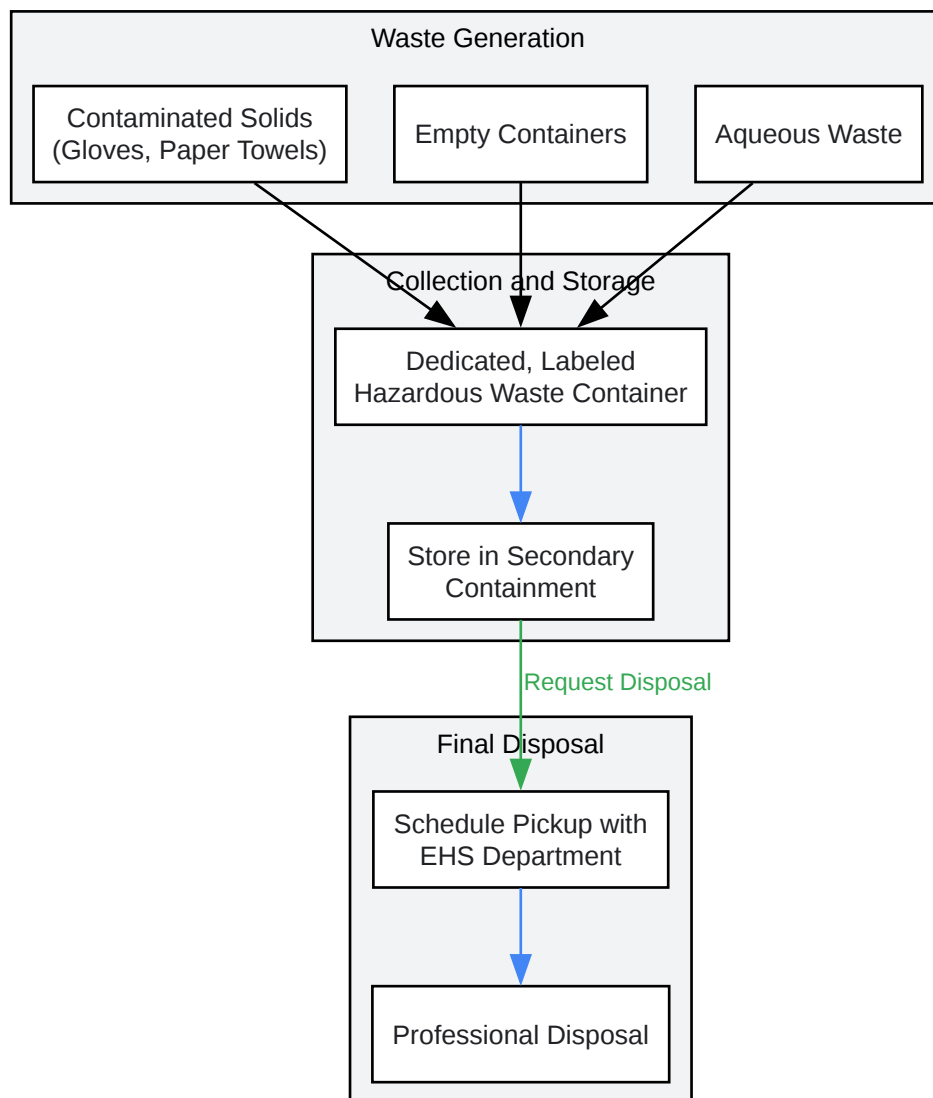 Waste Generation
Contaminated Solids
(Gloves, Paper Towels)
Empty Containers
Aqueous Waste
Collection and Storage
Dedicated, Labeled
Hazardous Waste Container
Store in Secondary
Containment
Request Disposal
Final Disposal
Schedule Pickup with
EHS Department
Professional Disposal